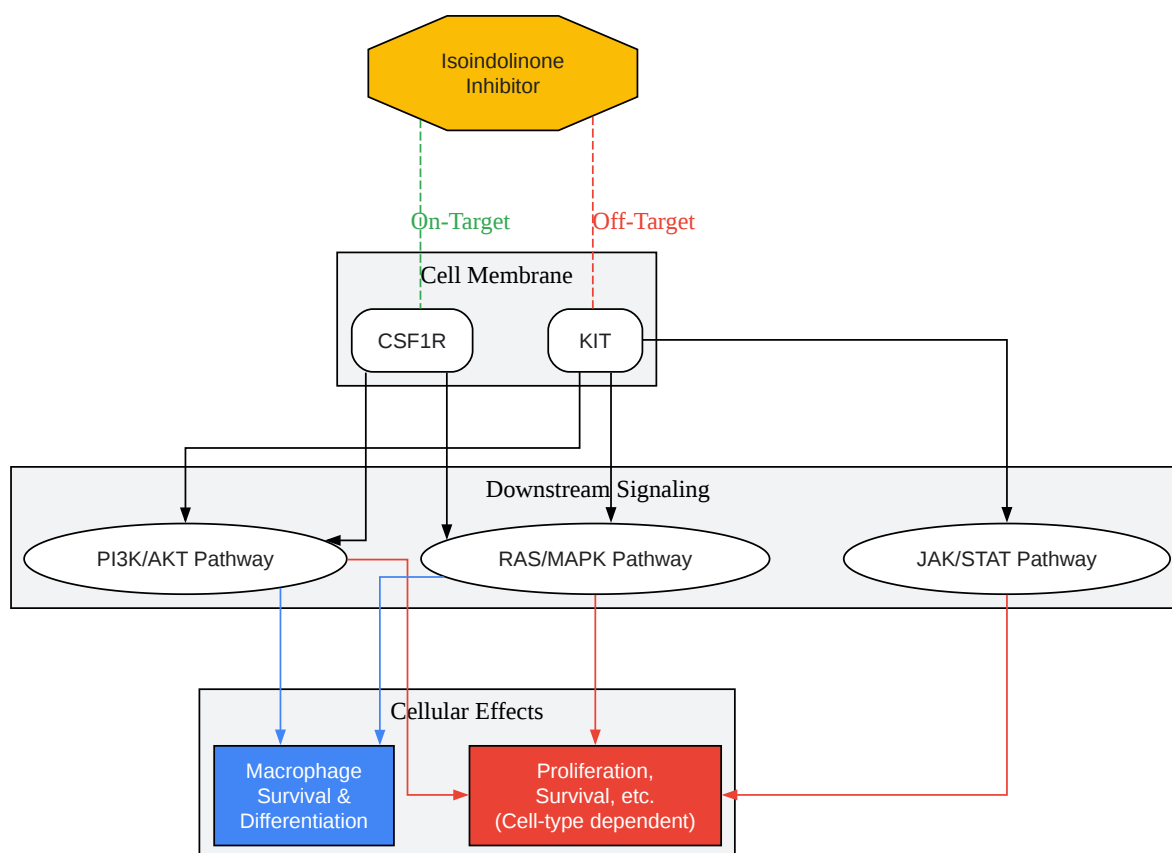 Isoindolinone
Inhibitor
On-Target
Off-Target
Cell Membrane
CSF1R
KIT
Downstream Signaling
PI3K/AKT Pathway
RAS/MAPK Pathway
JAK/STAT Pathway
Cellular Effects
Macrophage
Survival &
Differentiation
Proliferation,
Survival, etc.
(Cell-type dependent)